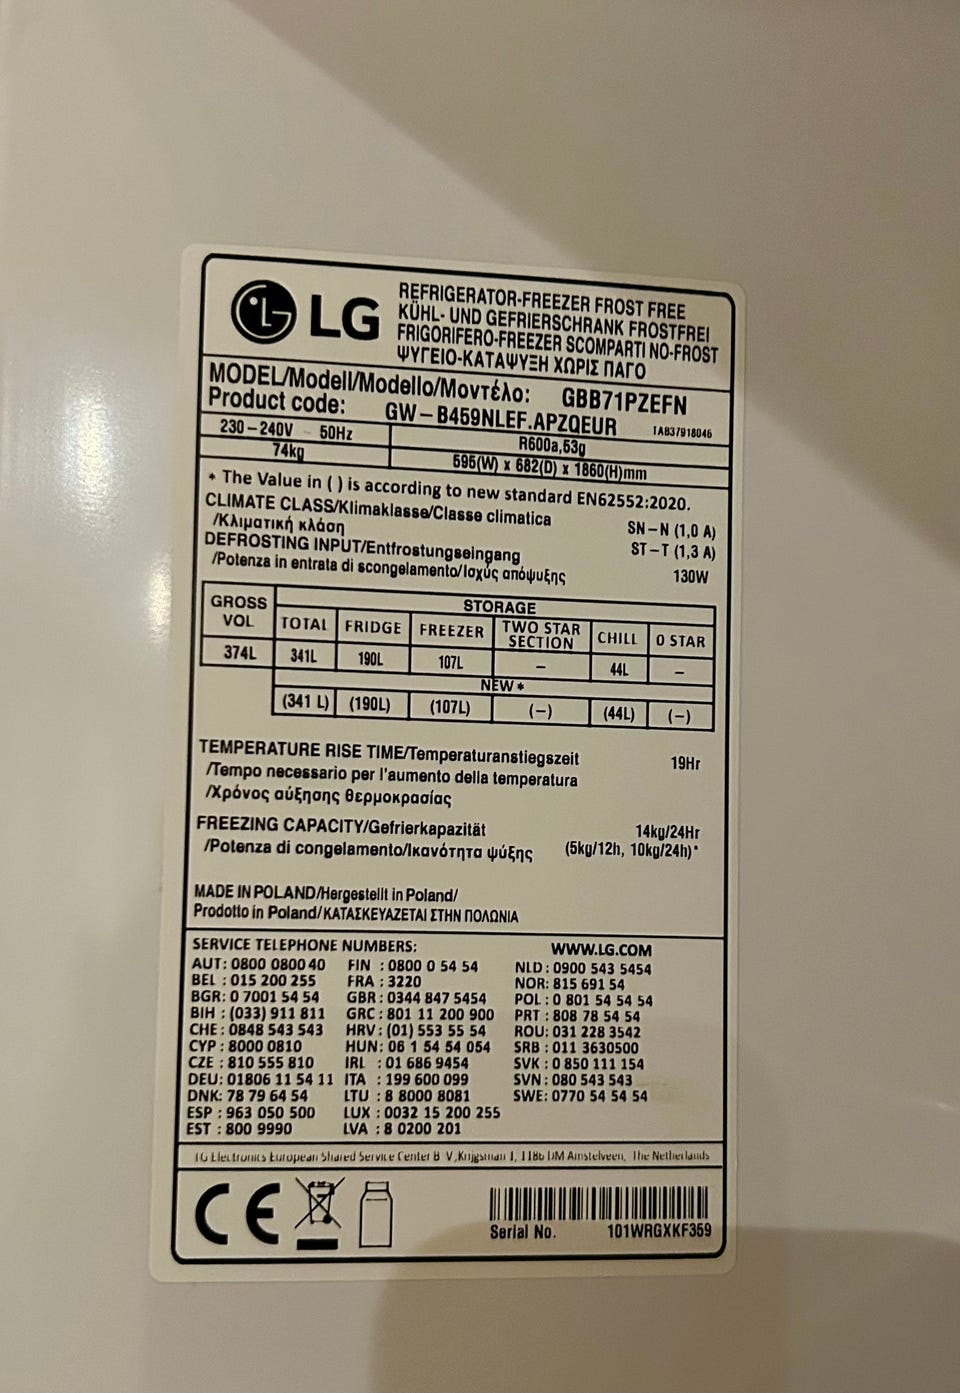 LG
REFRIGERATOR-FREEZER FROST FREE
KÜHL- UND GEFRIERSCHRANK FROSTFREI
FRIGORIFERO-FREEZER SCOMPARTI NO-FROST
ΨΥΓΕΙΟ-ΚΑΤΑΨΥΞΗ ΧΩΡΙΣ ΠΑΓΟ
MODEL/Modell/Modello/Μοντέλο: GBB71PZEFN
Product code: GW-B459NLEF.APZQEUR 1AB37918046
230-240V ~ 50Hz R600a,53g
74kg 595(W) x 682(D) x 1860(H)mm
* The Value in ( ) is according to new standard EN62552:2020.
CLIMATE CLASS/Klimaklasse/Classe climatica SN-N (1,0 A)
/Κλιματική κλάση ST-T (1,3 A)
DEFROSTING INPUT/Entfrostungseingang
/Potenza in entrata di scongelamento/Ισχύς απόψυξης 130W
GROSS VOL STORAGE
TOTAL FRIDGE FREEZER TWO STAR SECTION CHILL 0 STAR
374L 341L 190L 107L - 44L -
NEW*
(341 L) (190L) (107L) (-) (44L) (-)
TEMPERATURE RISE TIME/Temperaturanstiegszeit 19Hr
/Tempo necessario per l'aumento della temperatura
/Χρόνος αύξησης θερμοκρασίας
FREEZING CAPACITY/Gefrierkapazität 14kg/24Hr
/Potenza di congelamento/Ικανότητα ψύξης (5kg/12h, 10kg/24h)*
MADE IN POLAND/Hergestellt in Poland/
Prodotto in Poland/ΚΑΤΑΣΚΕΥΑΖΕΤΑΙ ΣΤΗΝ ΠΟΛΩΝΙΑ
SERVICE TELEPHONE NUMBERS: WWW.LG.COM
AUT: 0800 0800 40 FIN : 0800 0 54 54 NLD : 0900 543 5454
BEL : 015 200 255 FRA : 3220 NOR: 815 691 54
BGR: 0 7001 54 54 GBR : 0344 847 5454 POL : 0 801 54 54 54
BIH : (033) 911 811 GRC : 801 11 200 900 PRT : 808 78 54 54
CHE : 0848 543 543 HRV : (01) 553 55 54 ROU: 031 228 3542
CYP : 8000 0810 HUN: 06 1 54 54 054 SRB : 011 3630500
CZE : 810 555 810 IRL : 01 686 9454 SVK : 0 850 111 154
DEU: 01806 11 54 11 ITA : 199 600 099 SVN : 080 543 543
DNK: 78 79 64 54 LTU : 8 8000 8081 SWE: 0770 54 54 54
ESP : 963 050 500 LUX : 0032 15 200 255
EST : 800 9990 LVA : 8 0200 201
LG Electronics European Shared Service Center B.V.,Krijgsman 1, 1186 DM Amstelveen, The Netherlands
CE
Serial No. 101WRGXKF359